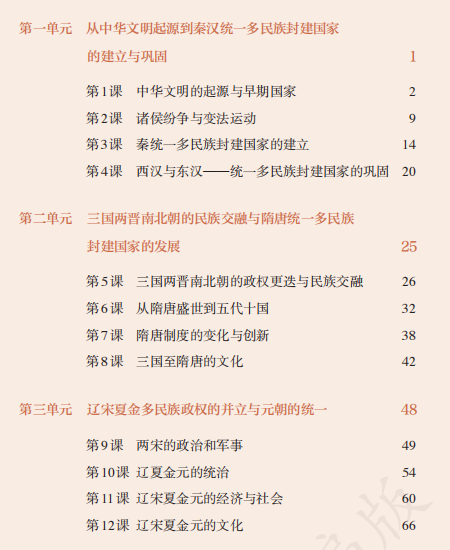 第一单元 从中华文明起源到秦汉统一多民族封建国家
的建立与巩固 1
第1课 中华文明的起源与早期国家 2
第2课 诸侯纷争与变法运动 9
第3课 秦统一多民族封建国家的建立 14
第4课 西汉与东汉——统一多民族封建国家的巩固 20
第二单元 三国两晋南北朝的民族交融与隋唐统一多民族
封建国家的发展 25
第5课 三国两晋南北朝的政权更迭与民族交融 26
第6课 从隋唐盛世到五代十国 32
第7课 隋唐制度的变化与创新 38
第8课 三国至隋唐的文化 42
第三单元 辽宋夏金多民族政权的并立与元朝的统一 48
第9课 两宋的政治和军事 49
第10课 辽夏金元的统治 54
第11课 辽宋夏金元的经济与社会 60
第12课 辽宋夏金元的文化 66
版